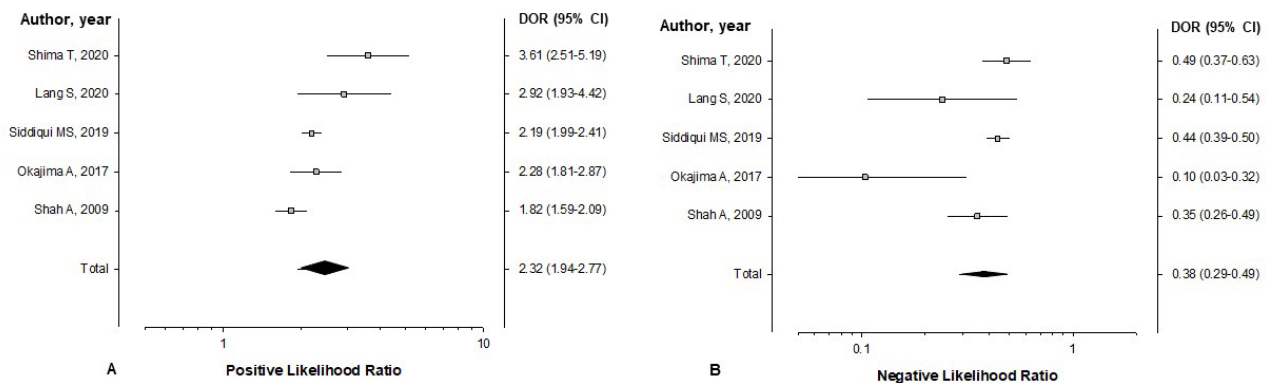 Author, year DOR (95% CI)
Shima T, 2020 3.61 (2.51-5.19)
Lang S, 2020 2.92 (1.93-4.42)
Siddiqui MS, 2019 2.19 (1.99-2.41)
Okajima A, 2017 2.28 (1.81-2.87)
Shah A, 2009 1.82 (1.59-2.09)
Total 2.32 (1.94-2.77)
1 10
A Positive Likelihood Ratio
Author, year DOR (95% CI)
Shima T, 2020 0.49 (0.37-0.63)
Lang S, 2020 0.24 (0.11-0.54)
Siddiqui MS, 2019 0.44 (0.39-0.50)
Okajima A, 2017 0.10 (0.03-0.32)
Shah A, 2009 0.35 (0.26-0.49)
Total 0.38 (0.29-0.49)
0.1 1
B Negative Likelihood Ratio